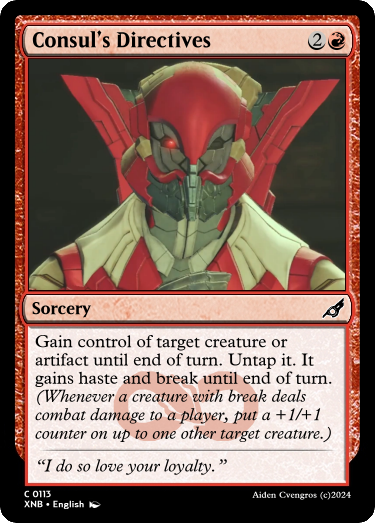 Consul's Directives 2
Sorcery
Gain control of target creature or
artifact until end of turn. Untap it. It
gains haste and break until end of turn.
(Whenever a creature with break deals
combat damage to a player, put a +1/+1
counter on up to one other target creature.)
“I do so love your loyalty.”
C 0113
XNB • English
Aiden Cvengros (c)2024